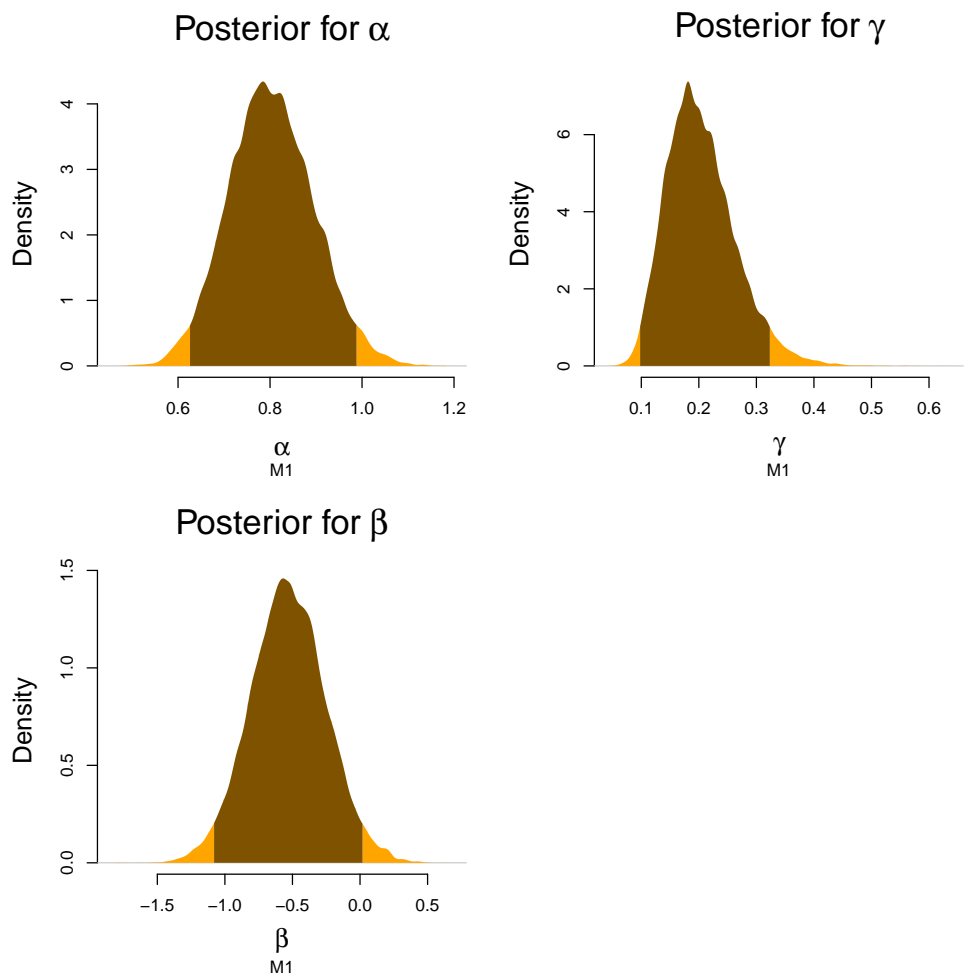 Posterior for α
Density
0 1 2 3 4
0.6 0.8 1.0 1.2
α
M1
Posterior for γ
Density
0 2 4 6
0.1 0.2 0.3 0.4 0.5 0.6
γ
M1
Posterior for β
Density
0.0 0.5 1.0 1.5
−1.5 −1.0 −0.5 0.0 0.5
β
M1